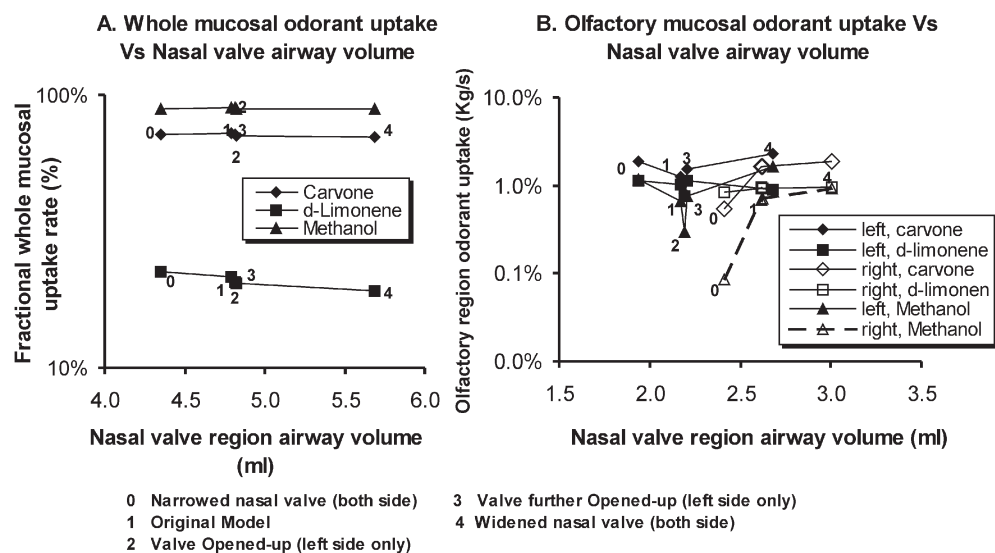 A. Whole mucosal odorant uptake
Vs Nasal valve airway volume
Fractional whole mucosal
uptake rate (%)
100%
10%
0
1
3
2
2
4
Carvone
d-Limonene
Methanol
0
1
3
2
4
4.0 4.5 5.0 5.5 6.0
Nasal valve region airway volume
(ml)
B. Olfactory mucosal odorant uptake Vs
Nasal valve airway volume
Olfactory region odorant uptake (Kg/s)
10.0%
1.0%
0.1%
0.0%
0
1
3
4
1
3
2
0
1
4
0
left, carvone
left, d-limonene
right, carvone
right, d-limonen
left, Methanol
right, Methanol
1.5 2.0 2.5 3.0 3.5
Nasal valve region airway volume (ml)
0 Narrowed nasal valve (both side)
1 Original Model
2 Valve Opened-up (left side only)
3 Valve further Opened-up (left side only)
4 Widened nasal valve (both side)